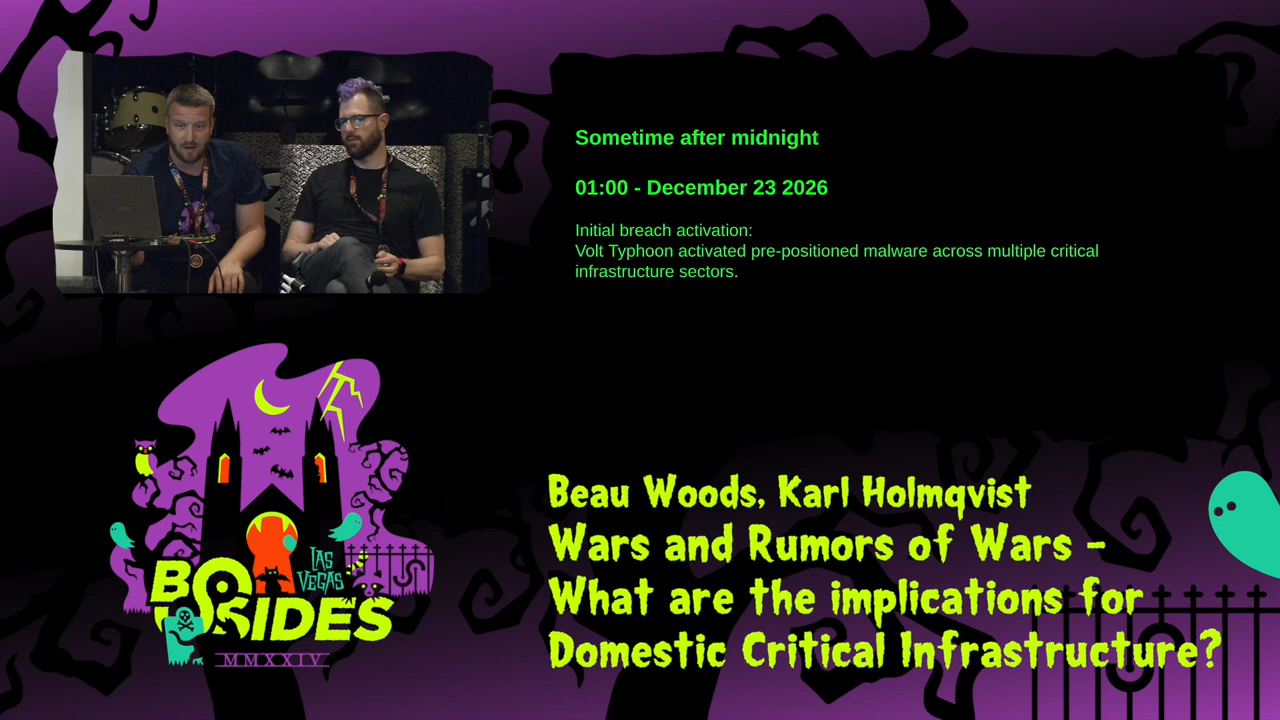 Sometime after midnight
01:00 - December 23 2026
Initial breach activation:
Volt Typhoon activated pre-positioned malware across multiple critical
infrastructure sectors.
LAS
VEGAS
BSIDES
MMXXIV
Beau Woods, Karl Holmqvist
Wars and Rumors of Wars -
What are the implications for
Domestic Critical Infrastructure?